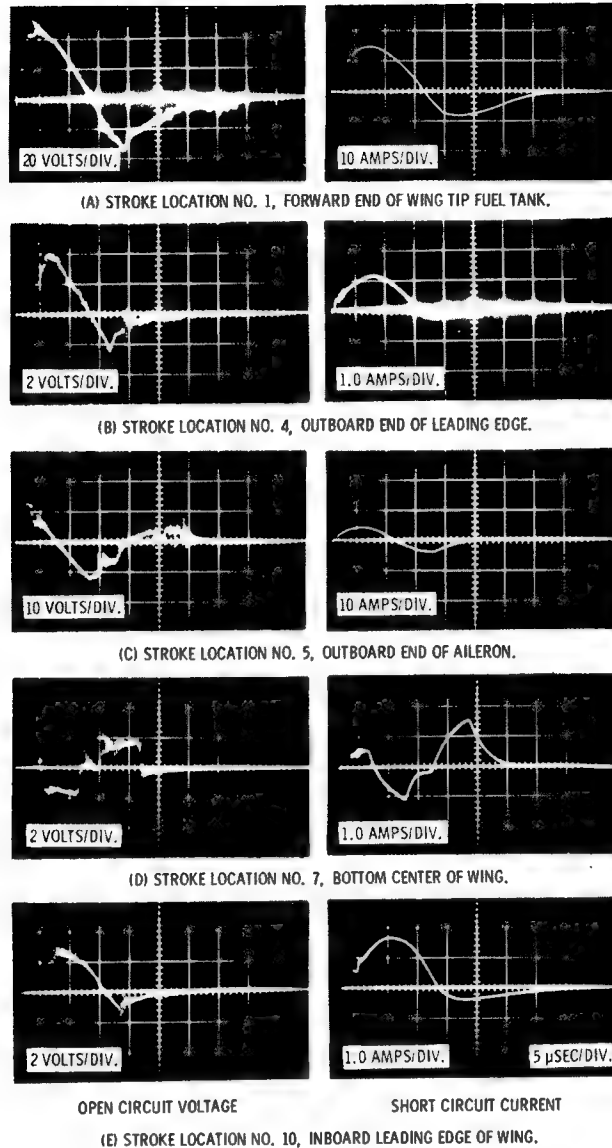 20 VOLTS/DIV.
10 AMPS/DIV.
(A) STROKE LOCATION NO. 1, FORWARD END OF WING TIP FUEL TANK.
2 VOLTS/DIV.
1.0 AMPS/DIV.
(B) STROKE LOCATION NO. 4, OUTBOARD END OF LEADING EDGE.
10 VOLTS/DIV.
10 AMPS/DIV.
(C) STROKE LOCATION NO. 5, OUTBOARD END OF AILERON.
2 VOLTS/DIV.
1.0 AMPS/DIV.
(D) STROKE LOCATION NO. 7, BOTTOM CENTER OF WING.
2 VOLTS/DIV.
1.0 AMPS/DIV.
5 µSEC/DIV.
OPEN CIRCUIT VOLTAGE
SHORT CIRCUIT CURRENT
(E) STROKE LOCATION NO. 10, INBOARD LEADING EDGE OF WING.